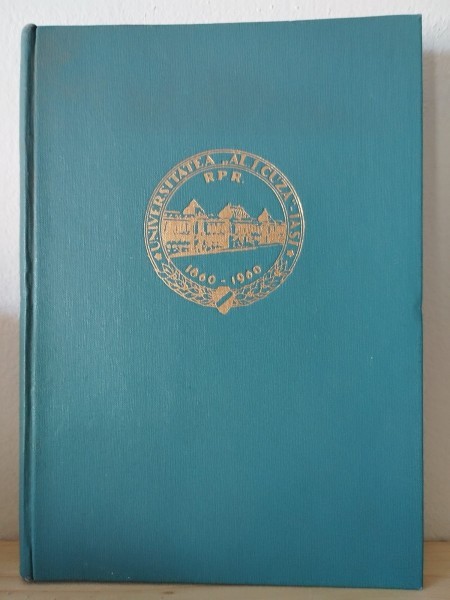 UNIVERSITATEA „AL. I. CUZA" - IAȘI
R.P.R.
1860 - 1960